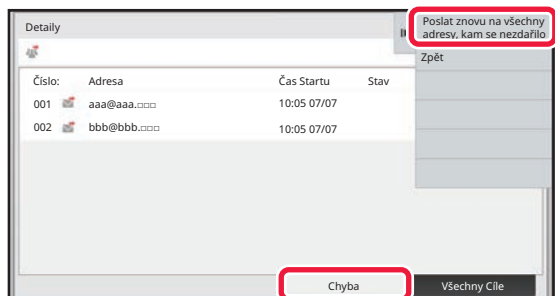 Detaily
Poslat znovu na všechny
adresy, kam se nezdařilo
Zpět
Číslo: Adresa Čas Startu Stav
001 aaa@aaa.□□□ 10:05 07/07
002 bbb@bbb.□□□ 10:05 07/07
Chyba Všechny Cíle